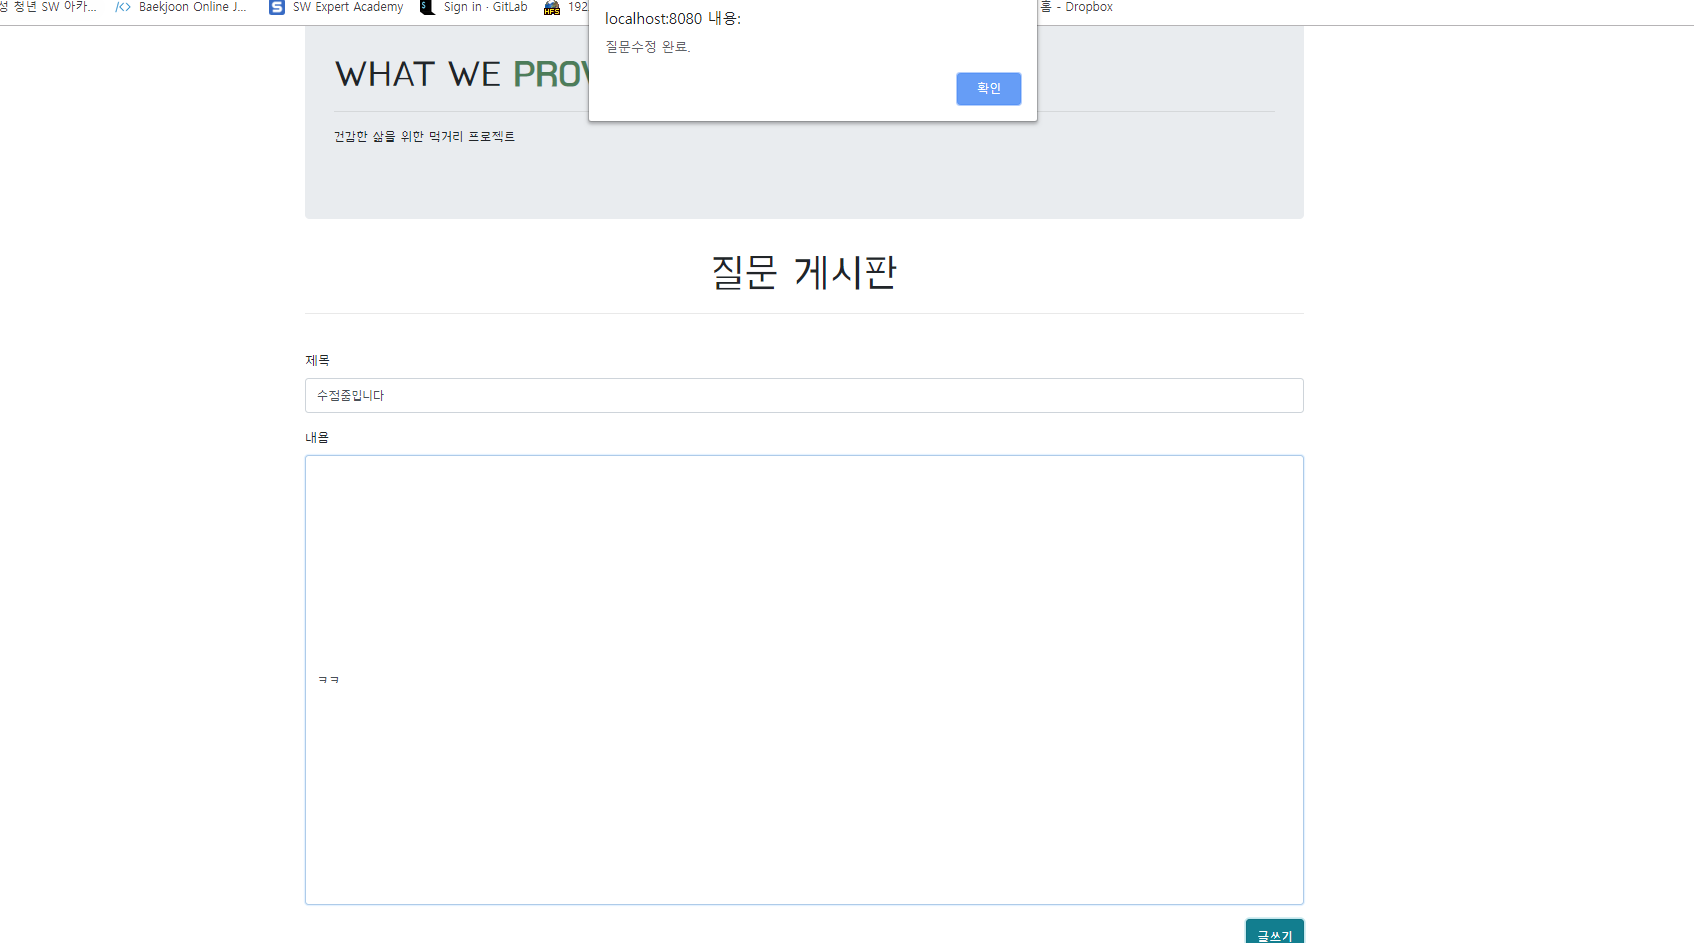 성 청년 SW 아카... Baekjoon Online J... SW Expert Academy Sign in · GitLab 192 홈 - Dropbox
localhost:8080 내용:
질문수정 완료.
확인
WHAT WE PROV
건강한 삶을 위한 먹거리 프로젝트
질문 게시판
제목
수정중입니다
내용
ㅋㅋ
글쓰기